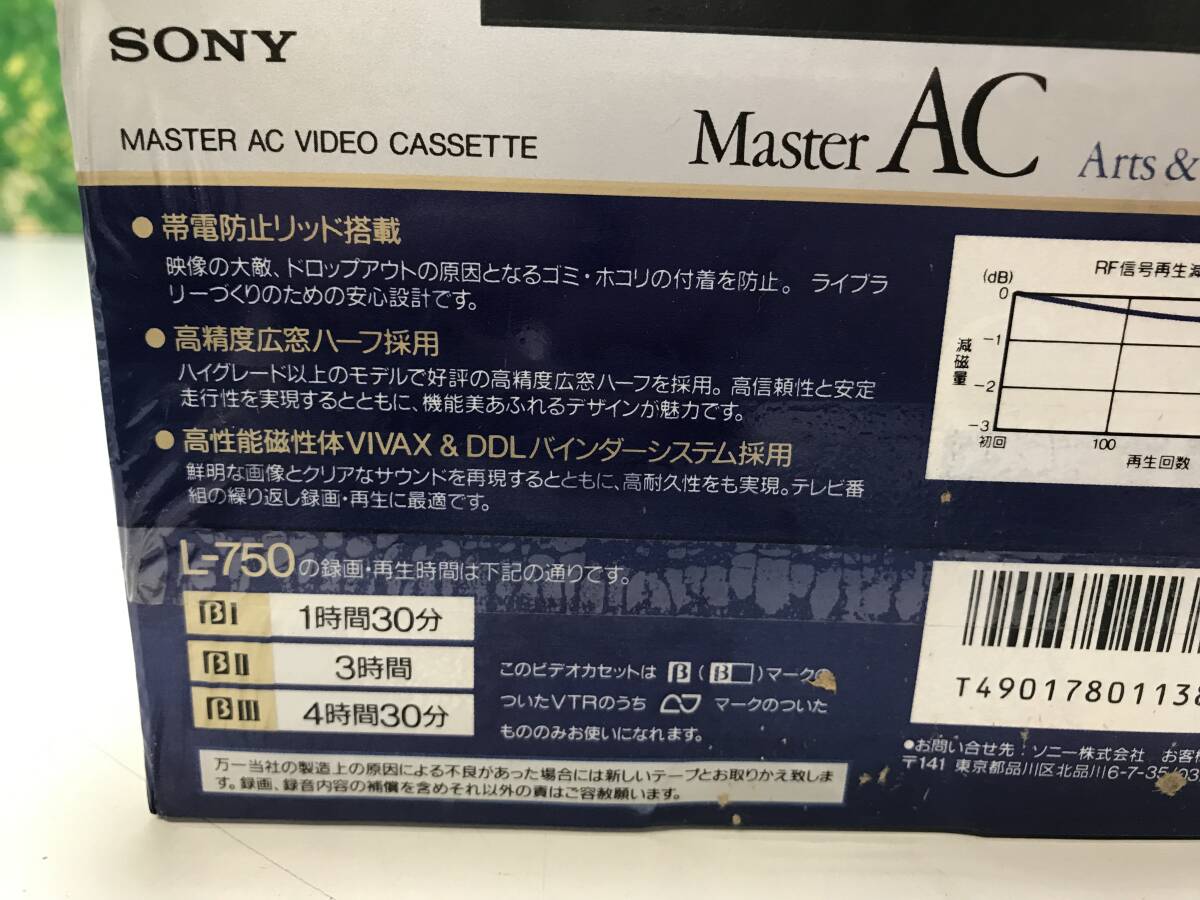 SONY
MASTER AC VIDEO CASSETTE
Master AC Arts &
●帯電防止リッド搭載
映像の大敵、ドロップアウトの原因となるゴミ・ホコリの付着を防止。 ライブラ
リーづくりのための安心設計です。
●高精度広窓ハーフ採用
ハイグレード以上のモデルで好評の高精度広窓ハーフを採用。高信頼性と安定
走行性を実現するとともに、機能美あふれるデザインが魅力です。
●高性能磁性体VIVAX & DDLバインダーシステム採用
鮮明な画像とクリアなサウンドを再現するとともに、高耐久性をも実現。テレビ番
組の繰り返し録画・再生に最適です。
L-750の録画・再生時間は下記の通りです。
βI 1時間30分
βII 3時間
βIII 4時間30分
このビデオカセットは β(β)マークの
ついたVTRのうち マークのついた
もののみお使いになれます。
万一当社の製造上の原因による不良があった場合には新しいテープとお取りかえ致しま
す。録画、録音内容の補償を含めそれ以外の責はご容赦願います。
RF信号再生減
(dB)
0
-1
-2
-3
減磁量
初回 100
再生回数
T4901780113
●お問い合せ先：ソニー株式会社 お客
〒141 東京都品川区北品川6-7-35(03